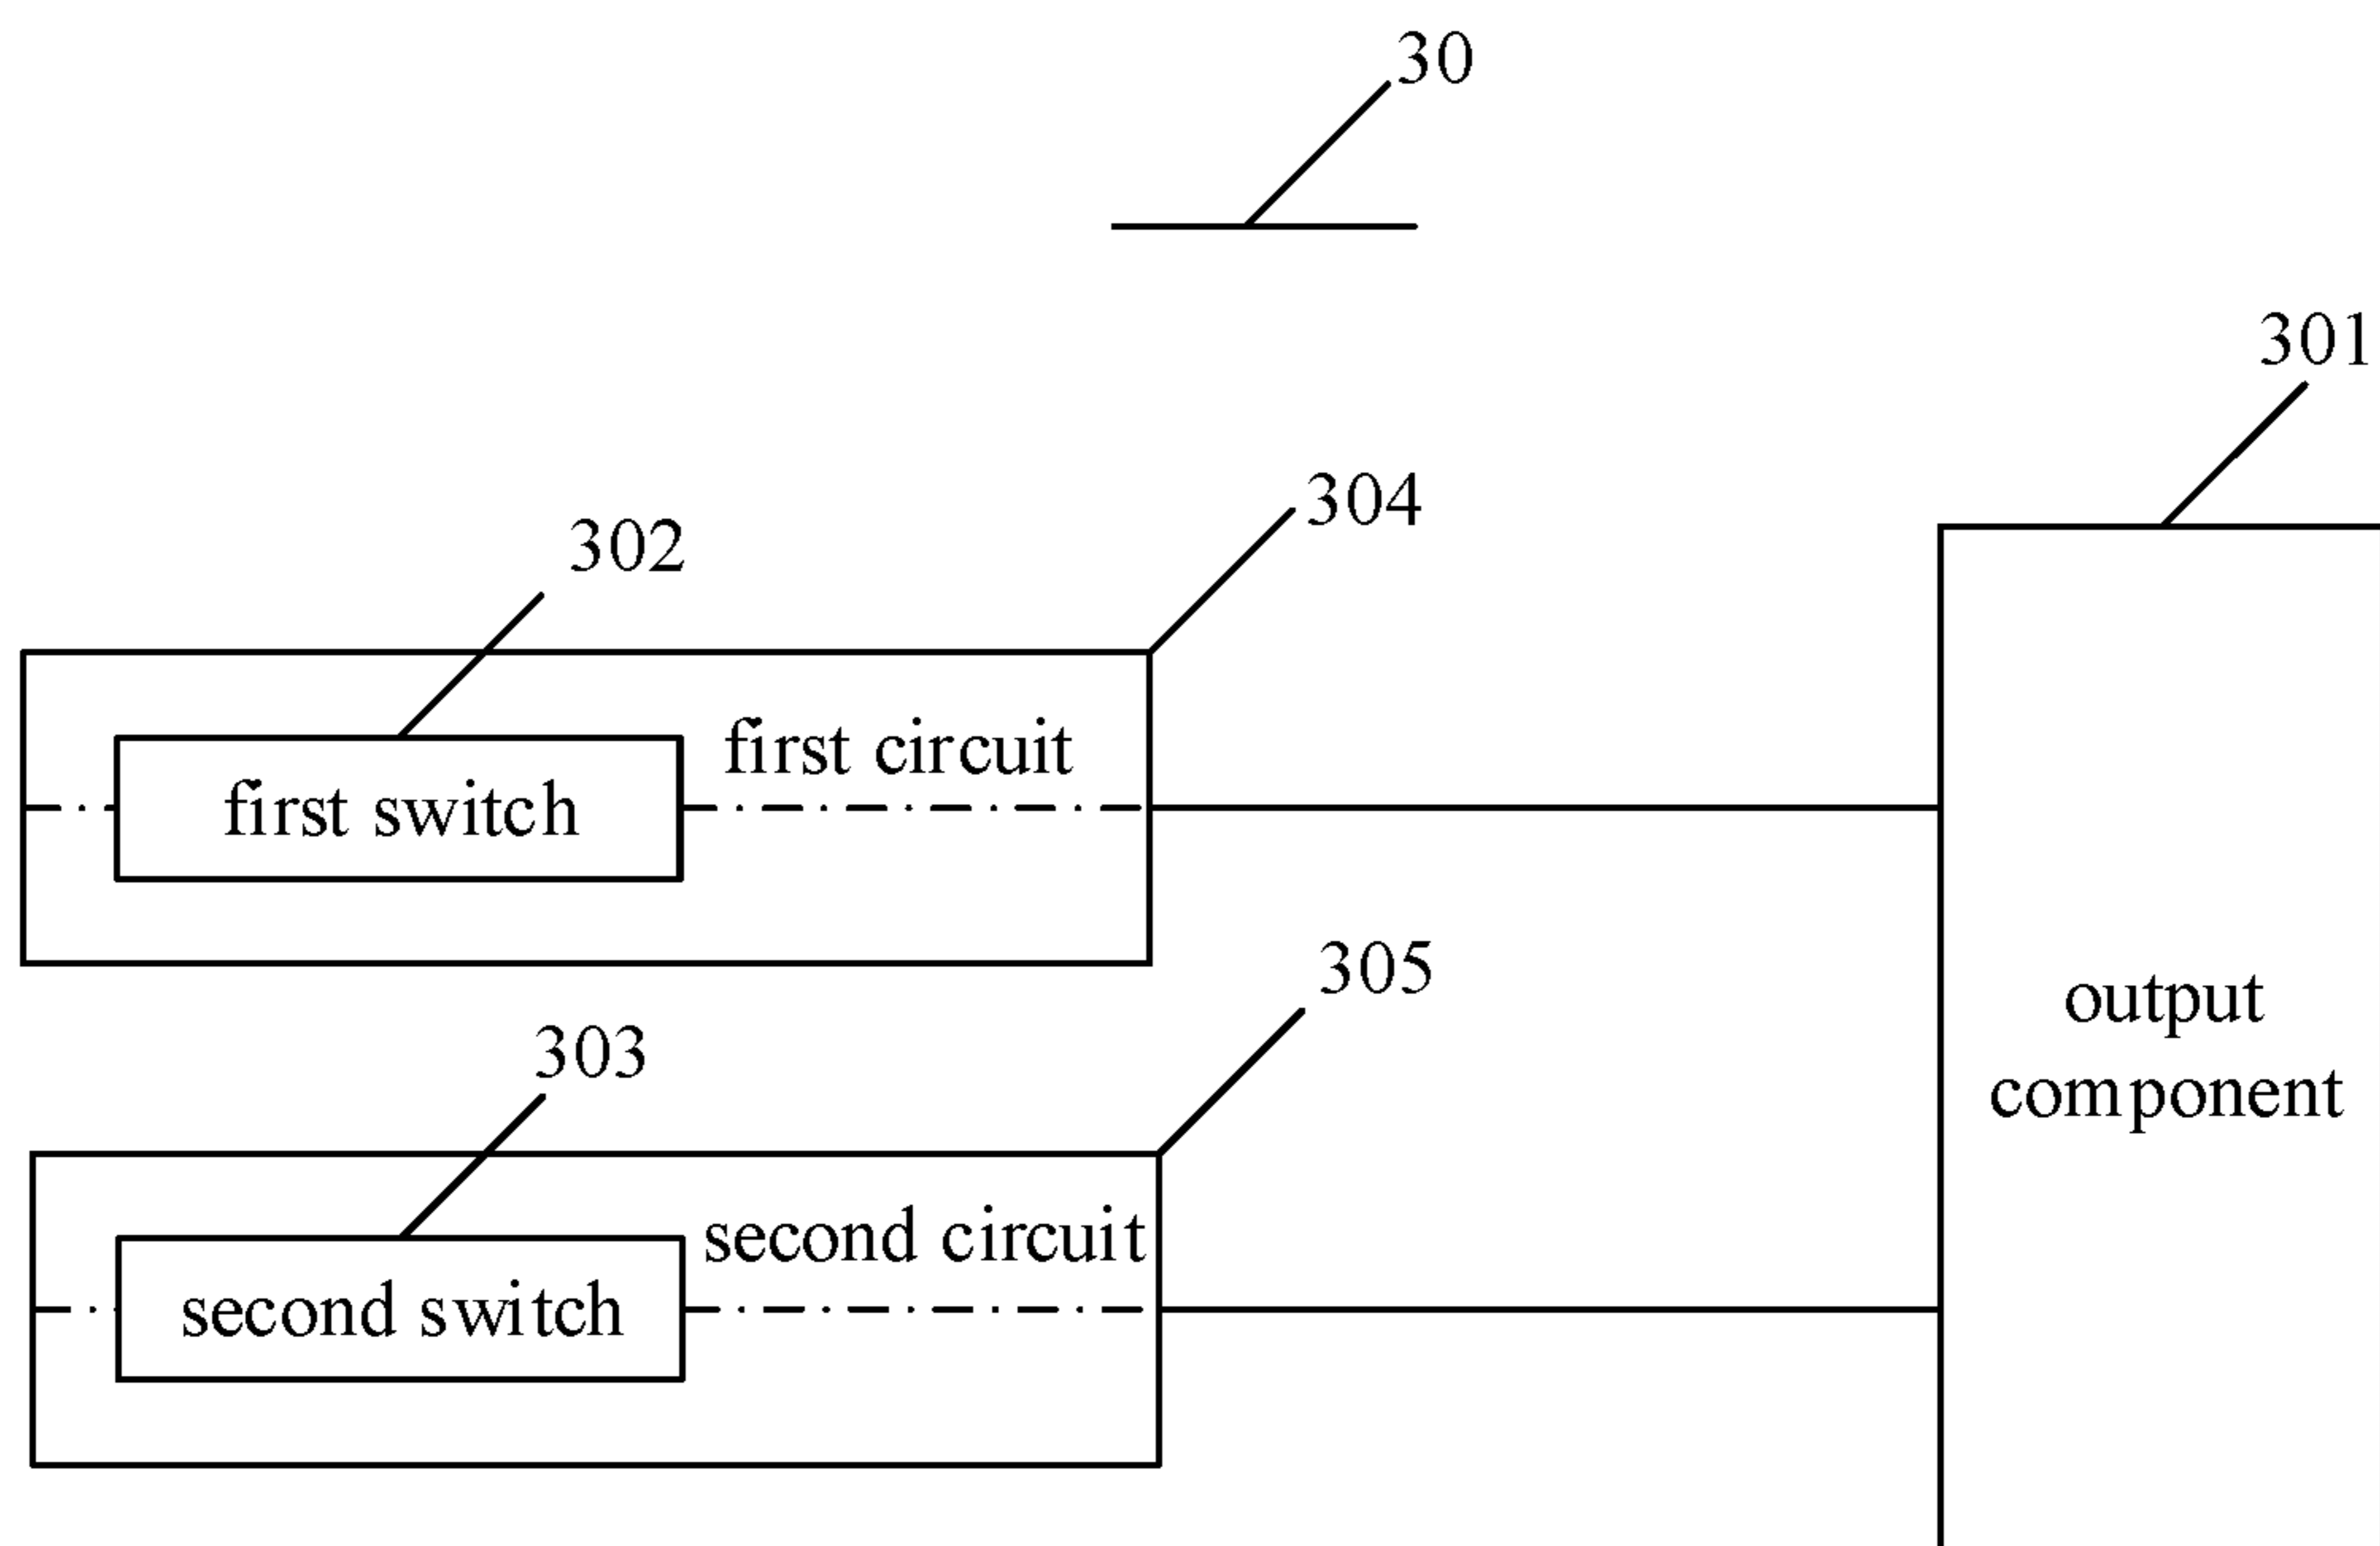 30
301
304
302
first circuit
first switch
305
output
component
303
second circuit
second switch